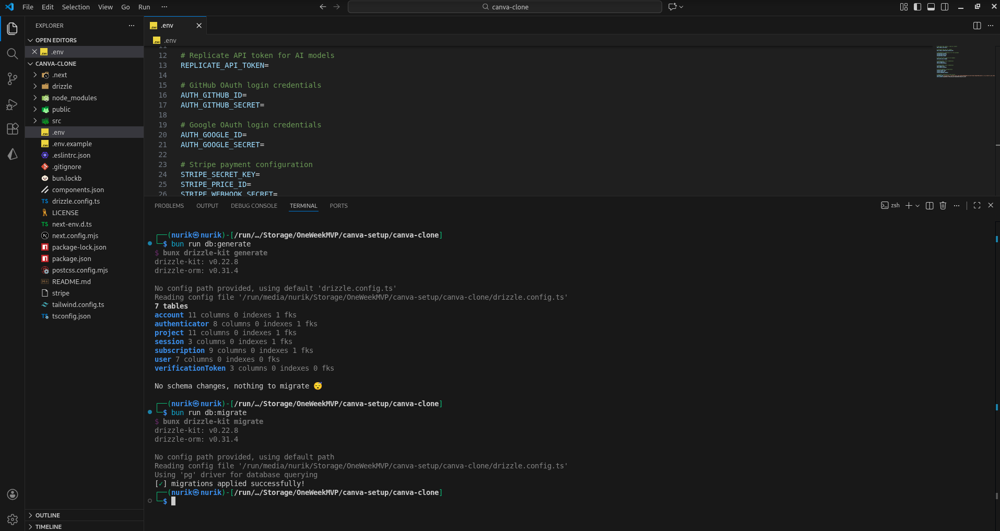 File Edit Selection View Go Run ···
canva-clone
EXPLORER
OPEN EDITORS
.env
CANVA-CLONE
.next
drizzle
node_modules
public
src
.env
.env.example
.eslintrc.json
.gitignore
bun.lockb
components.json
drizzle.config.ts
LICENSE
next-env.d.ts
next.config.mjs
package-lock.json
package.json
postcss.config.mjs
README.md
stripe
tailwind.config.ts
tsconfig.json
OUTLINE
TIMELINE
.env
.env
11
12 # Replicate API token for AI models
13 REPLICATE_API_TOKEN=
14
15 # GitHub OAuth login credentials
16 AUTH_GITHUB_ID=
17 AUTH_GITHUB_SECRET=
18
19 # Google OAuth login credentials
20 AUTH_GOOGLE_ID=
21 AUTH_GOOGLE_SECRET=
22
23 # Stripe payment configuration
24 STRIPE_SECRET_KEY=
25 STRIPE_PRICE_ID=
26 STRIPE_WEBHOOK_SECRET=
PROBLEMS OUTPUT DEBUG CONSOLE TERMINAL PORTS
zsh
┌──(nurik㉿nurik)-[/run/…/Storage/OneWeekMVP/canva-setup/canva-clone]
└─$ bun run db:generate
$ bunx drizzle-kit generate
drizzle-kit: v0.22.8
drizzle-orm: v0.31.4
No config path provided, using default 'drizzle.config.ts'
Reading config file '/run/media/nurik/Storage/OneWeekMVP/canva-setup/canva-clone/drizzle.config.ts'
7 tables
account 11 columns 0 indexes 1 fks
authenticator 8 columns 0 indexes 1 fks
project 11 columns 0 indexes 1 fks
session 3 columns 0 indexes 1 fks
subscription 9 columns 0 indexes 1 fks
user 7 columns 0 indexes 0 fks
verificationToken 3 columns 0 indexes 0 fks
No schema changes, nothing to migrate 😴
┌──(nurik㉿nurik)-[/run/…/Storage/OneWeekMVP/canva-setup/canva-clone]
└─$ bun run db:migrate
$ bunx drizzle-kit migrate
drizzle-kit: v0.22.8
drizzle-orm: v0.31.4
No config path provided, using default path
Reading config file '/run/media/nurik/Storage/OneWeekMVP/canva-setup/canva-clone/drizzle.config.ts'
Using 'pg' driver for database querying
[✓] migrations applied successfully!
┌──(nurik㉿nurik)-[/run/…/Storage/OneWeekMVP/canva-setup/canva-clone]
└─$